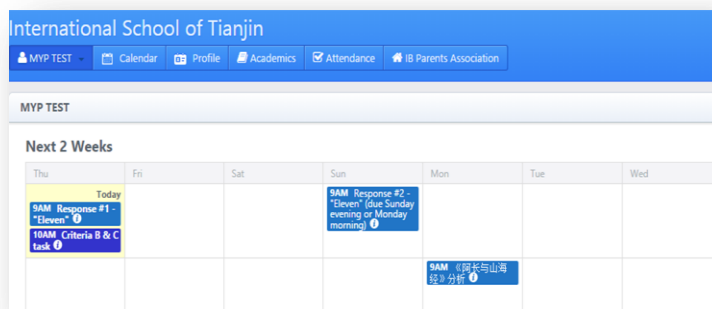 International School of Tianjin
MYP TEST Calendar Profile Academics Attendance IB Parents Association
MYP TEST
Next 2 Weeks
Thu Fri Sat Sun Mon Tue Wed
Today
9AM Response #1 -
"Eleven"
10AM Criteria B & C
task
9AM Response #2 -
"Eleven" (due Sunday
evening or Monday
morning)
9AM 《阿长与山海
经》分析